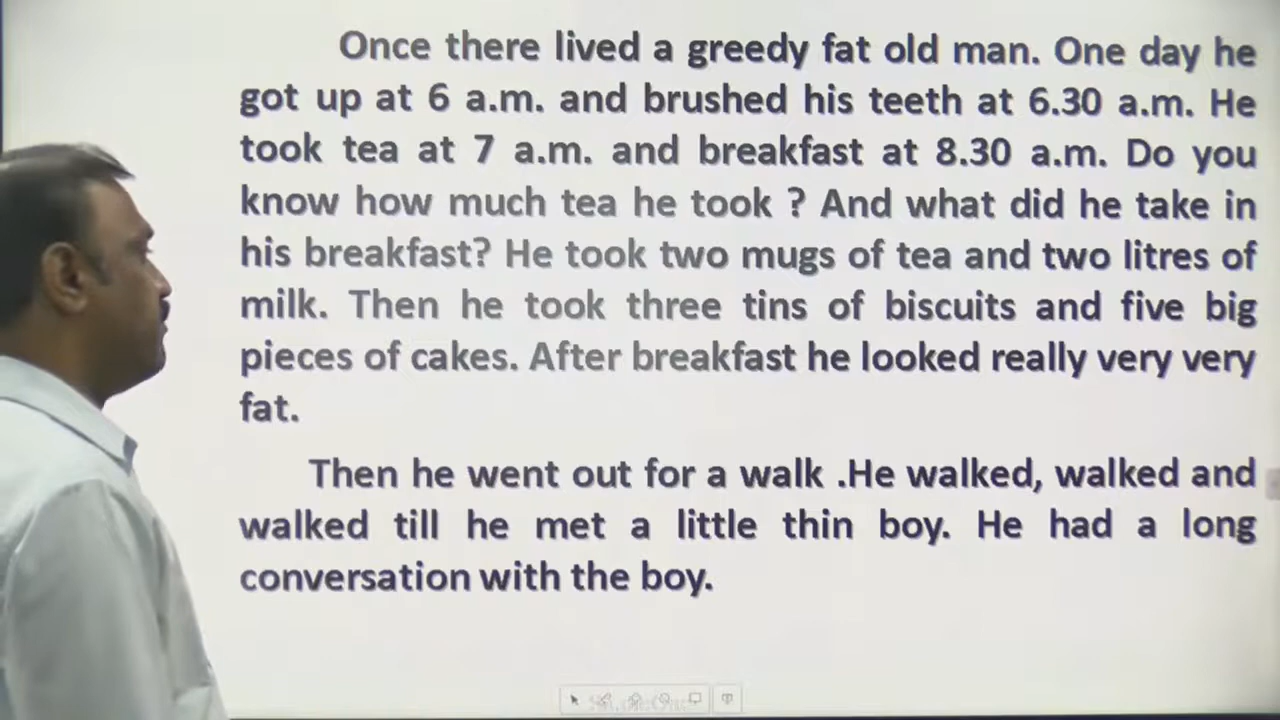 Once there lived a greedy fat old man. One day he
got up at 6 a.m. and brushed his teeth at 6.30 a.m. He
took tea at 7 a.m. and breakfast at 8.30 a.m. Do you
know how much tea he took ? And what did he take in
his breakfast? He took two mugs of tea and two litres of
milk. Then he took three tins of biscuits and five big
pieces of cakes. After breakfast he looked really very very
fat.
Then he went out for a walk .He walked, walked and
walked till he met a little thin boy. He had a long
conversation with the boy.